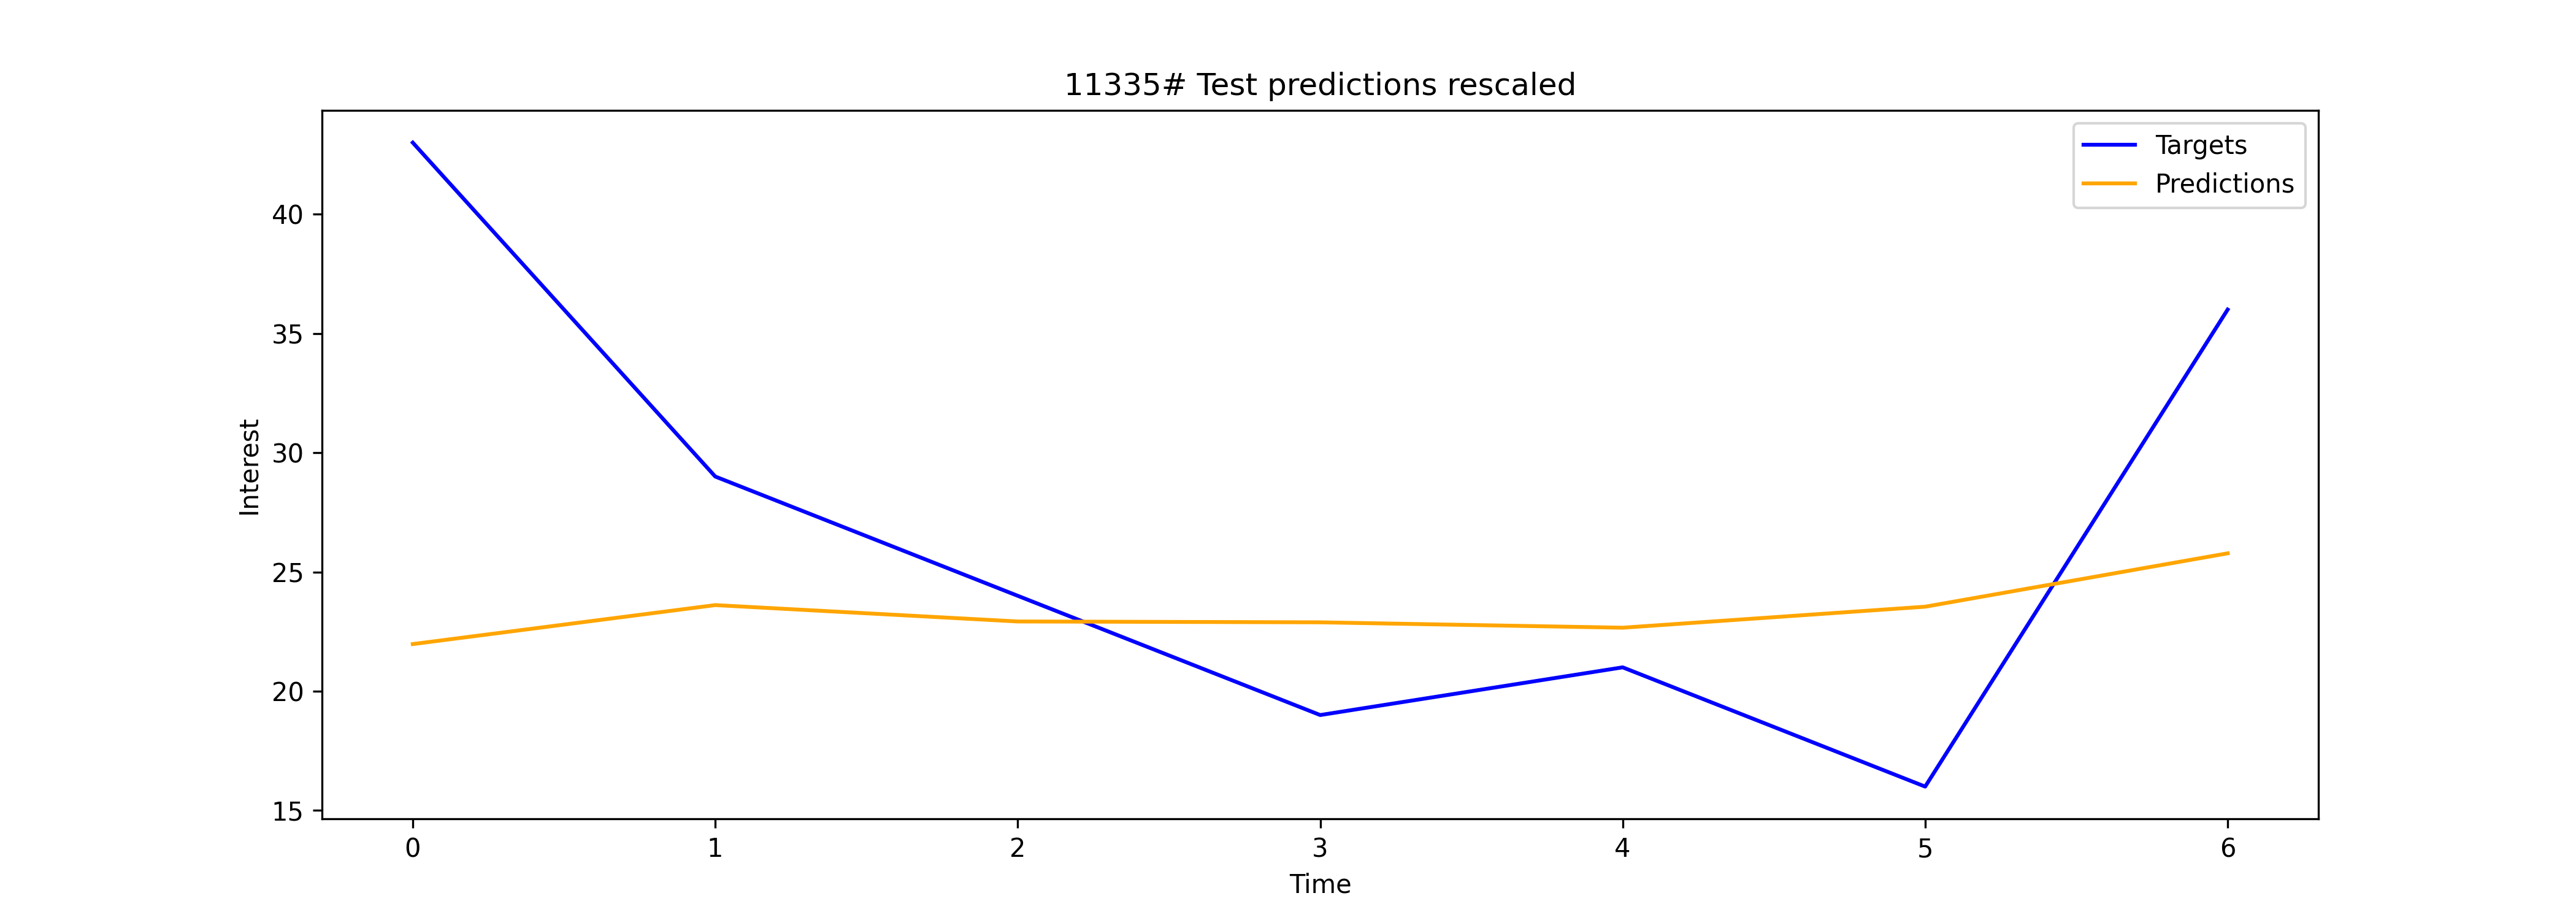 11335# Test predictions rescaled
Targets
Predictions
Interest
40
35
30
25
20
15
0 1 2 3 4 5 6
Time